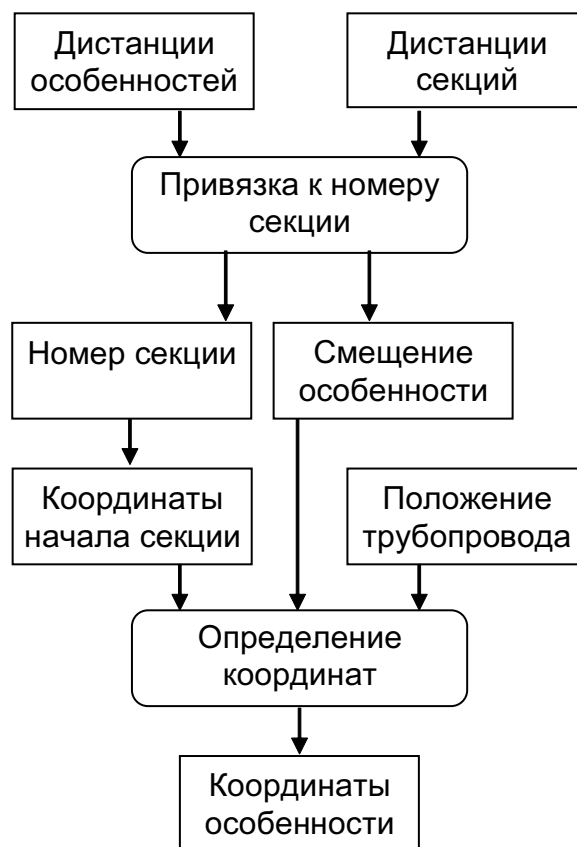 Дистанции
особенностей
Дистанции
секций
Привязка к номеру
секции
Номер секции
Смещение
особенности
Координаты
начала секции
Положение
трубопровода
Определение
координат
Координаты
особенности